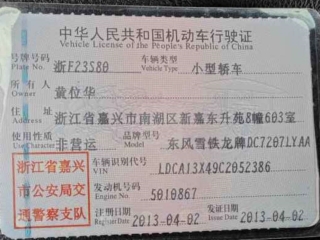 中华人民共和国机动车行驶证
Vehicle License of the People's Republic of China
号牌号码 浙F23S80 车辆类型 小型轿车
Plate No. Vehicle Type
所有人 黄位华
Owner
住址 浙江省嘉兴市南湖区新嘉东升苑8幢603室
Address
使用性质 非营运 东风雪铁龙牌DC7207LYAA
Use Character
浙江省嘉兴市公安局交通警察支队
车辆识别代号 LDCA13X49C2052386
VIN
发动机号码 5010867
Engine No.
注册日期 2013-04-02 发证日期 2013-04-02
Register Date Issue Date